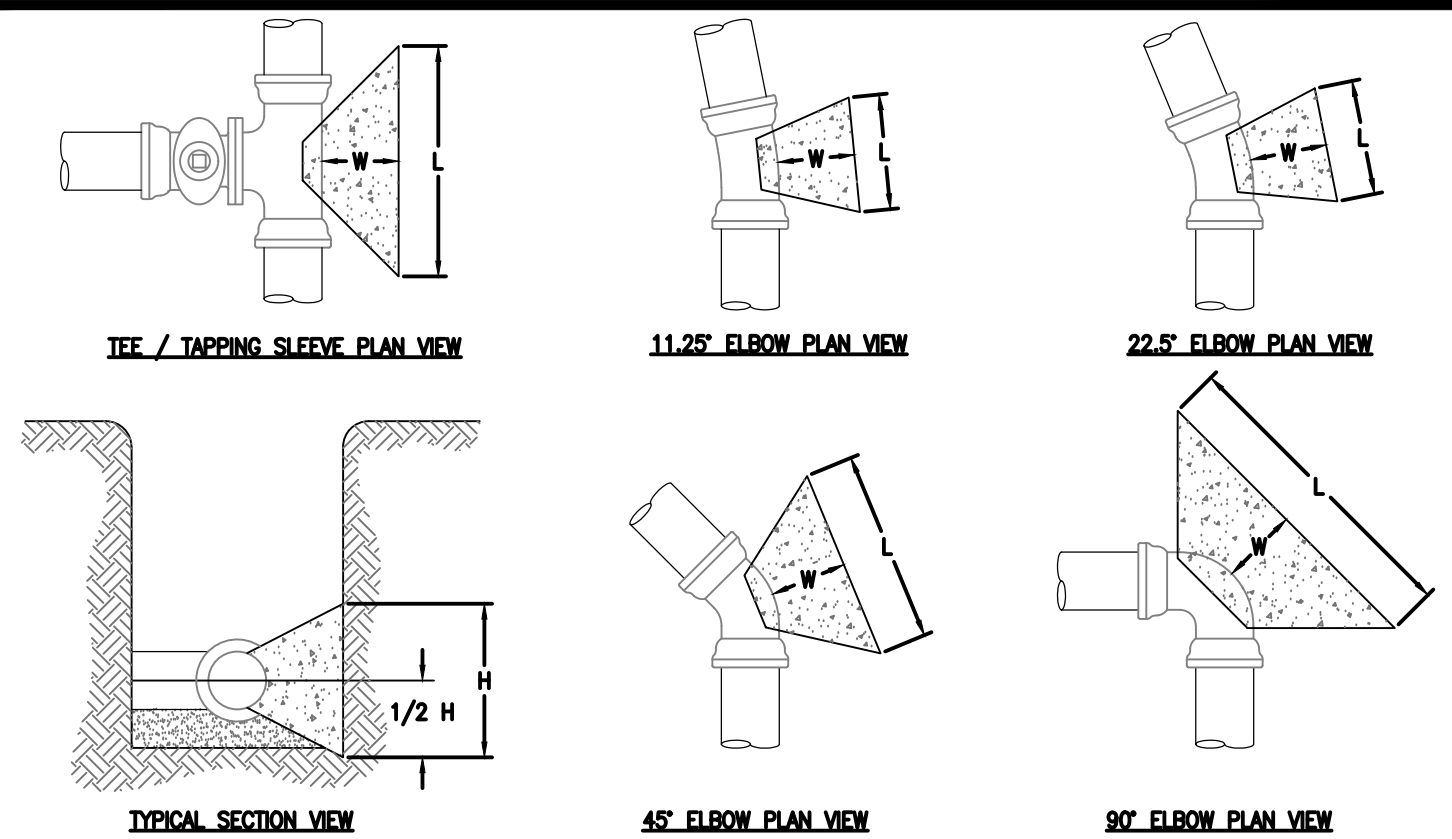 W
L
TEE / TAPPING SLEEVE PLAN VIEW
W
L
11.25° ELBOW PLAN VIEW
W
L
22.5° ELBOW PLAN VIEW
H
1/2 H
TYPICAL SECTION VIEW
L
W
45° ELBOW PLAN VIEW
L
W
90° ELBOW PLAN VIEW